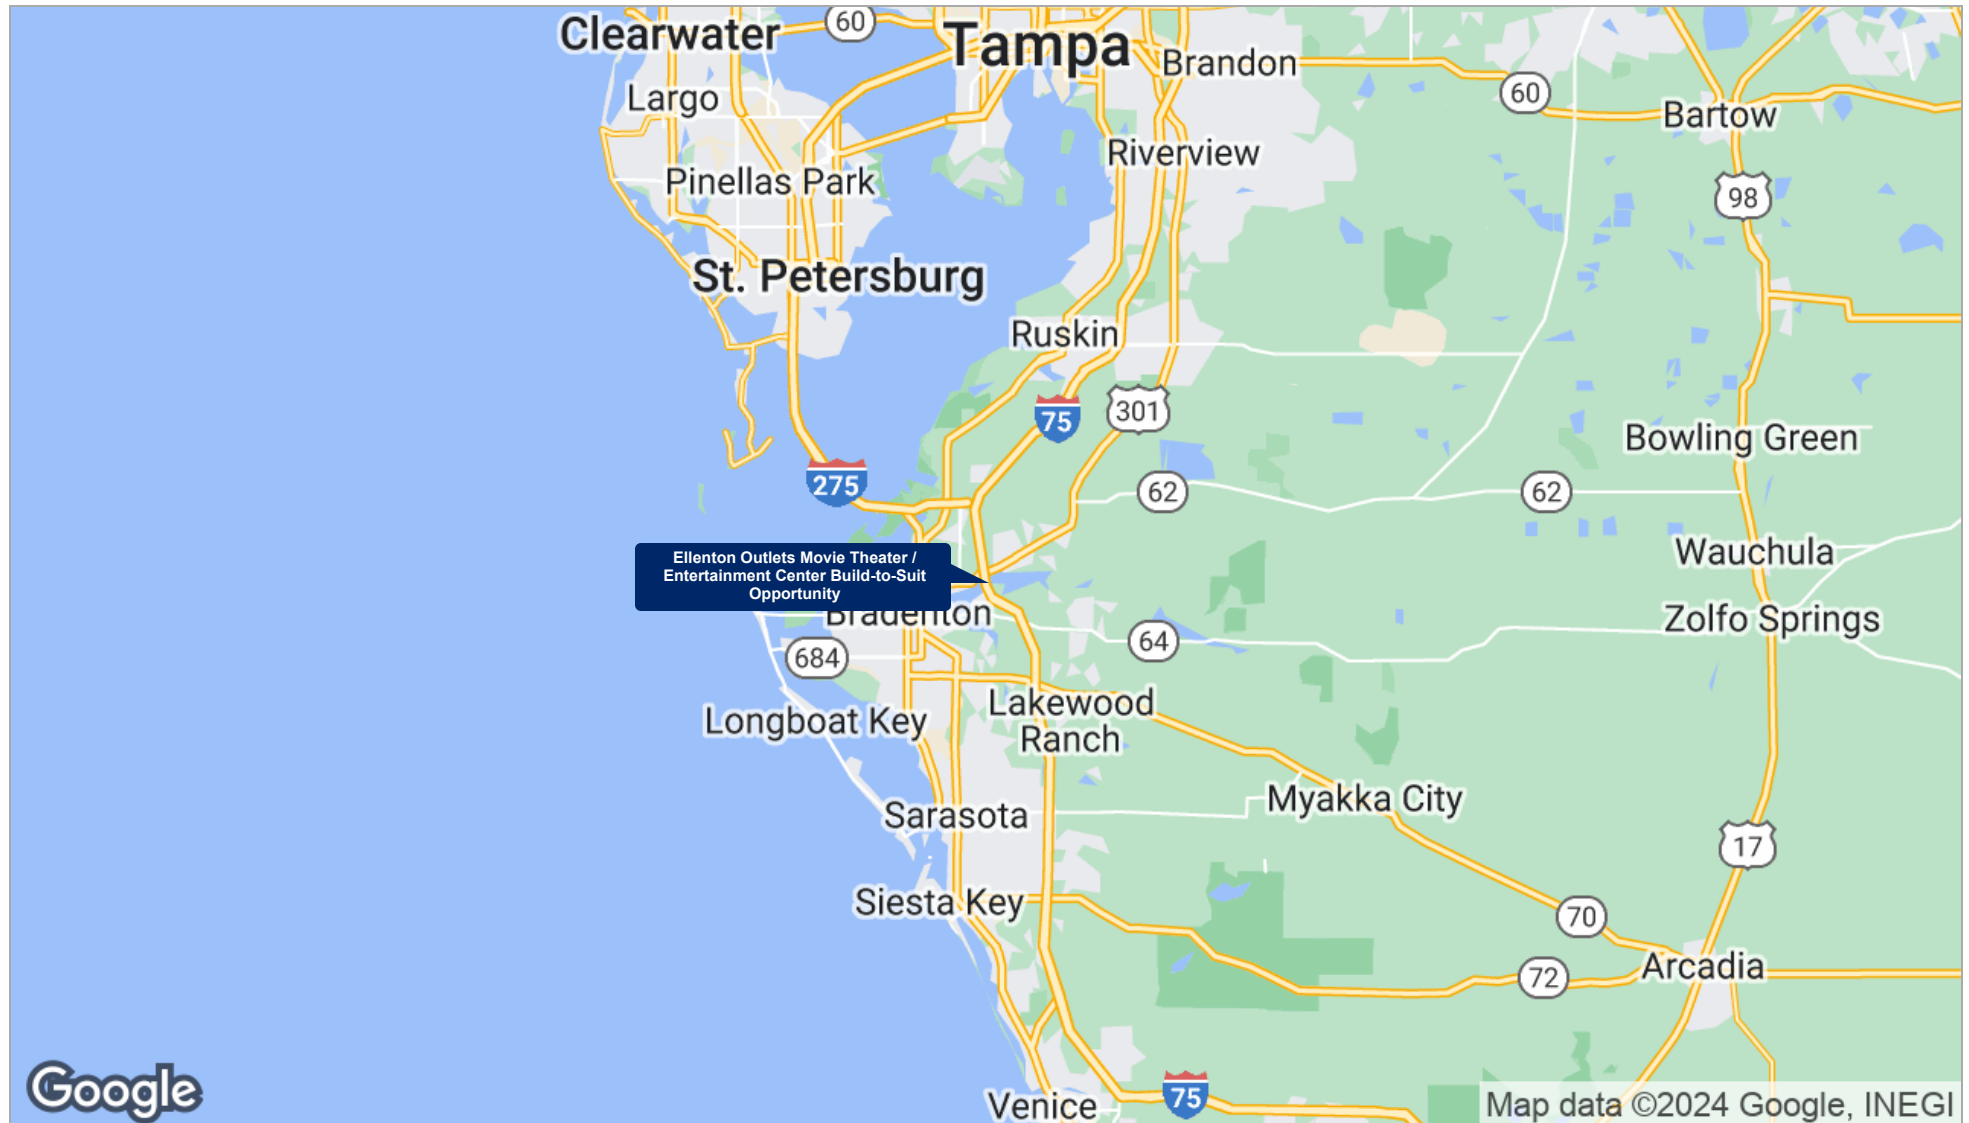 Clearwater
60
Tampa
Brandon
Largo
60
Bartow
Riverview
Pinellas Park
98
St. Petersburg
Ruskin
75
301
Bowling Green
275
62
62
Wauchula
Ellenton Outlets Movie Theater /
Entertainment Center Build-to-Suit
Opportunity
Bradenton
Zolfo Springs
64
684
Lakewood
Ranch
Longboat Key
Myakka City
Sarasota
17
Siesta Key
70
Arcadia
72
Google
75
Venice
Map data ©2024 Google, INEGI